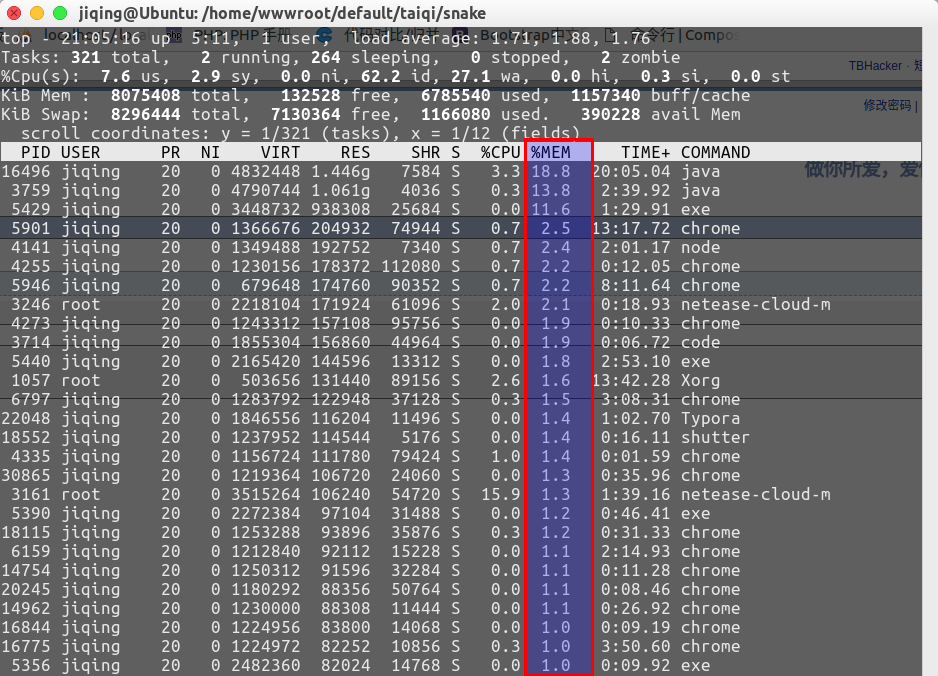 jiqing@Ubuntu: /home/wwwroot/default/taiqi/snake
top - 21:05:16 up  5:11,  1 user,  load average: 1.71, 1.88, 1.76
Tasks: 321 total,   2 running, 264 sleeping,   0 stopped,   2 zombie
TBHacker ·
%Cpu(s):  7.6 us,  2.9 sy,  0.0 ni, 62.2 id, 27.1 wa,  0.0 hi,  0.3 si,  0.0 st
KiB Mem :  8075408 total,   132528 free,  6785540 used,  1157340 buff/cache
修改密码 |
KiB Swap:  8296444 total,  7130364 free,  1166080 used.   390228 avail Mem
scroll coordinates: y = 1/321 (tasks), x = 1/12 (fields)
PID USER      PR  NI    VIRT    RES    SHR S  %CPU %MEM     TIME+ COMMAND
16496 jiqing    20   0 4832448 1.446g   7584 S   3.3 18.8  20:05.04 java
做你所爱，爱
3759 jiqing    20   0 4790744 1.061g   4036 S   0.3 13.8   2:39.92 java
5429 jiqing    20   0 3448732 938308  25684 S   0.0 11.6   1:29.91 exe
5901 jiqing    20   0 1366676 204932  74944 S   0.7  2.5  13:17.72 chrome
4141 jiqing    20   0 1349488 192752   7340 S   0.7  2.4   2:01.17 node
4255 jiqing    20   0 1230156 178372 112080 S   0.7  2.2   0:12.05 chrome
5946 jiqing    20   0  679648 174760  90352 S   0.7  2.2   8:11.64 chrome
3246 root      20   0 2218104 171924  61096 S   2.0  2.1   0:18.93 netease-cloud-m
4273 jiqing    20   0 1243312 157108  95756 S   0.0  1.9   0:10.33 chrome
3714 jiqing    20   0 1855304 156860  44964 S   0.0  1.9   0:06.72 code
5440 jiqing    20   0 2165420 144596  13312 S   0.0  1.8   2:53.10 exe
1057 root      20   0  503656 131440  89156 S   2.6  1.6  13:42.28 Xorg
6797 jiqing    20   0 1283792 122948  37128 S   0.3  1.5   3:08.31 chrome
22048 jiqing    20   0 1846556 116204  11496 S   0.0  1.4   1:02.70 Typora
18552 jiqing    20   0 1237952 114544   5176 S   0.0  1.4   0:16.11 shutter
4335 jiqing    20   0 1156724 111780  79424 S   1.0  1.4   0:01.59 chrome
30865 jiqing    20   0 1219364 106720  24060 S   0.0  1.3   0:35.96 chrome
3161 root      20   0 3515264 106240  54720 S  15.9  1.3   1:39.16 netease-cloud-m
5390 jiqing    20   0 2272384  97104  31488 S   0.0  1.2   0:46.41 exe
18115 jiqing    20   0 1253288  93896  35876 S   0.3  1.2   0:31.33 chrome
6159 jiqing    20   0 1212840  92112  15228 S   0.0  1.1   2:14.93 chrome
14754 jiqing    20   0 1250312  91596  32284 S   0.0  1.1   0:11.28 chrome
20245 jiqing    20   0 1180292  88356  50764 S   0.0  1.1   0:08.46 chrome
14962 jiqing    20   0 1230000  88308  11444 S   0.0  1.1   0:26.92 chrome
16844 jiqing    20   0 1224956  83800  14068 S   0.0  1.0   0:09.19 chrome
16775 jiqing    20   0 1224972  82252  10856 S   0.3  1.0   3:50.60 chrome
5356 jiqing    20   0 2482360  82024  14768 S   0.0  1.0   0:09.92 exe